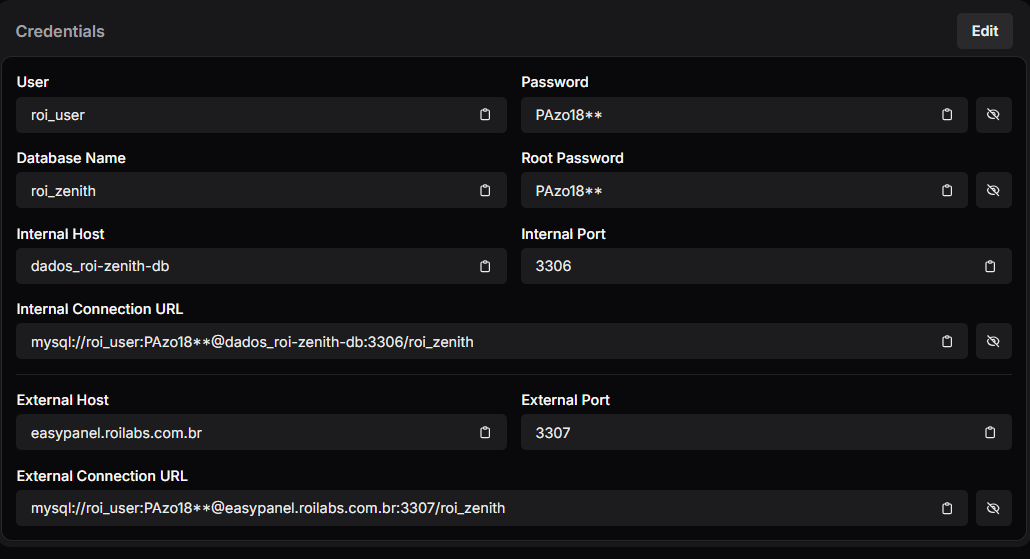 Credentials
Edit
User
Password
roi_user
PAzo18**
Database Name
Root Password
roi_zenith
PAzo18**
Internal Host
Internal Port
dados_roi-zenith-db
3306
Internal Connection URL
mysql://roi_user:PAzo18**@dados_roi-zenith-db:3306/roi_zenith
External Host
External Port
easypanel.roilabs.com.br
3307
External Connection URL
mysql://roi_user:PAzo18**@easypanel.roilabs.com.br:3307/roi_zenith